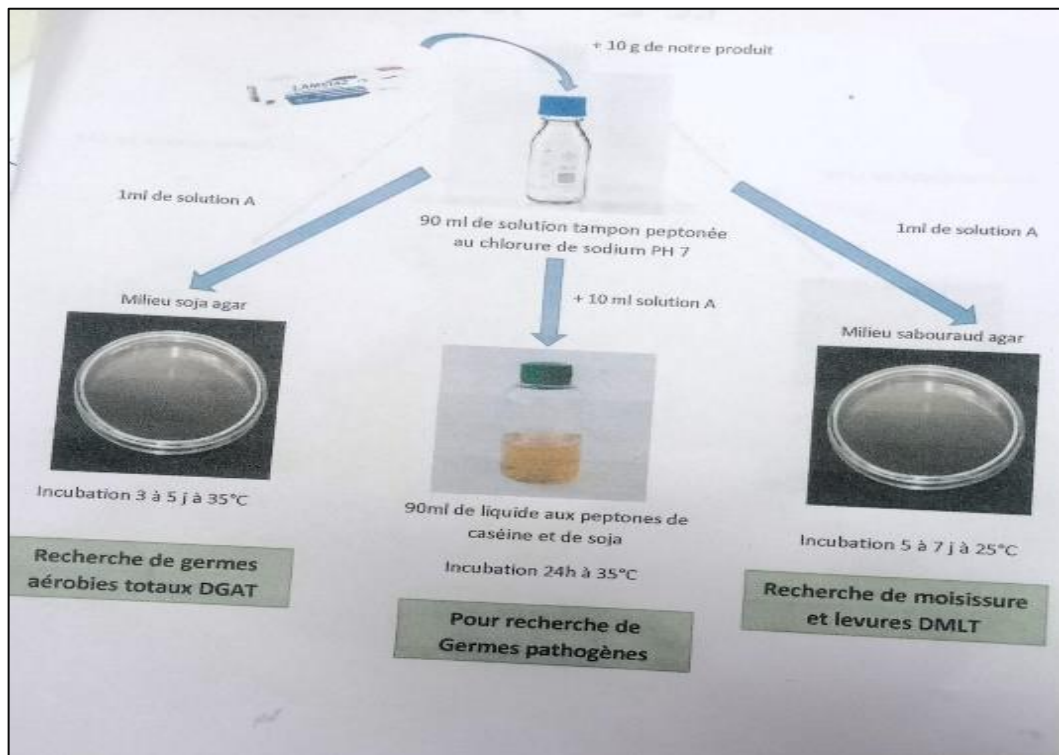 + 10 g de notre produit
1ml de solution A
90 ml de solution tampon peptonée
au chlorure de sodium PH 7
1ml de solution A
+ 10 ml solution A
Milieu soja agar
Milieu sabouraud agar
Incubation 3 à 5 j à 35°C
90ml de liquide aux peptones de
caséine et de soja
Incubation 24h à 35°C
Incubation 5 à 7 j à 25°C
Recherche de germes
aérobies totaux DGAT
Pour recherche de
Germes pathogènes
Recherche de moisissure
et levures DMLT